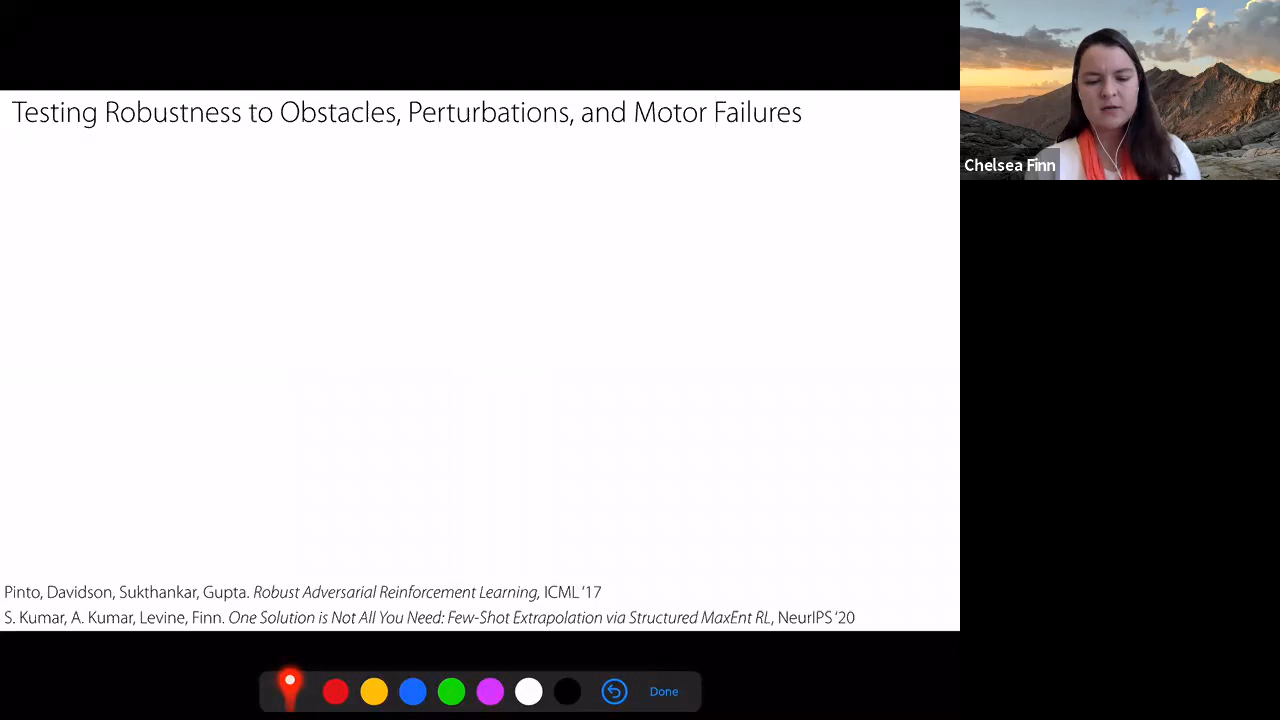 Testing Robustness to Obstacles, Perturbations, and Motor Failures
Chelsea Finn
Pinto, Davidson, Sukthankar, Gupta. Robust Adversarial Reinforcement Learning, ICML ‘17
S. Kumar, A. Kumar, Levine, Finn. One Solution is Not All You Need: Few-Shot Extrapolation via Structured MaxEnt RL, NeurIPS ‘20
Done